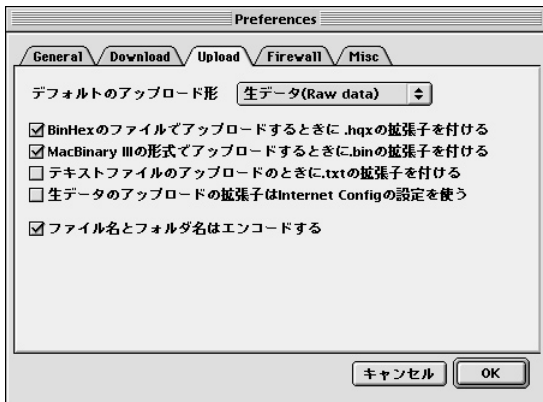 Preferences
General Download Upload Firewall Misc
デフォルトのアップロード形 生データ(Raw data)
BinHexのファイルでアップロードするときに .hqxの拡張子を付ける
MacBinary IIIの形式でアップロードするときに.binの拡張子を付ける
テキストファイルのアップロードのときに.txtの拡張子を付ける
生データのアップロードの拡張子はInternet Configの設定を使う
ファイル名とフォルダ名はエンコードする
キャンセル OK